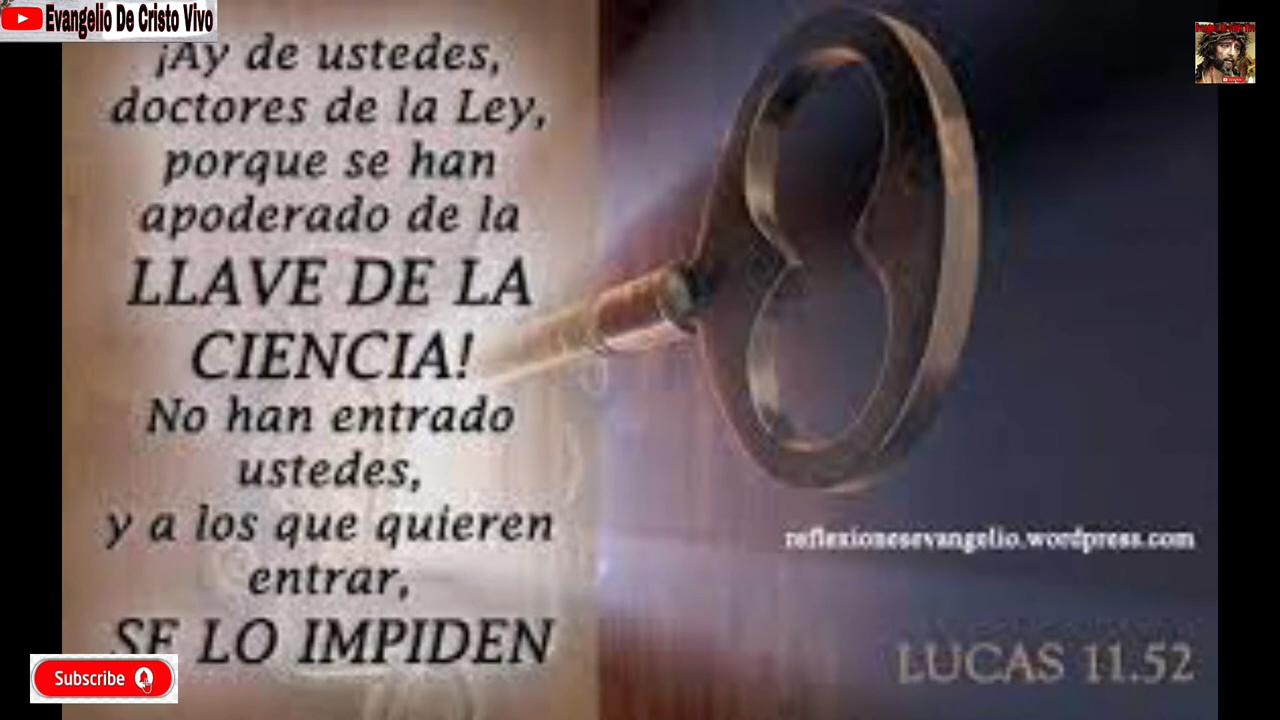 Evangelio De Cristo Vivo
¡Ay de ustedes,
doctores de la Ley,
porque se han
apoderado de la
LLAVE DE LA
CIENCIA!
No han entrado
ustedes,
y a los que quieren
entrar,
SE LO IMPIDEN
reflexionesevangelio.wordpress.com
LUCAS 11.52
Subscribe